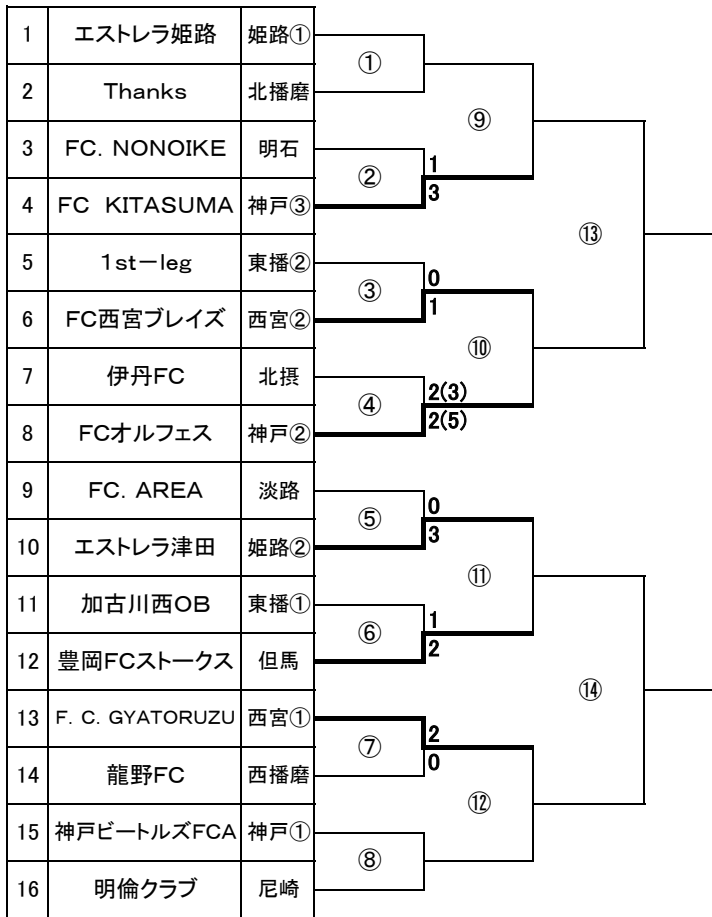 1 エストレラ姫路 姫路①
①
2 Thanks 北播磨
⑨
3 FC. NONOIKE 明石
② 1
3
4 FC KITASUMA 神戸③
⑬
5 1st－leg 東播②
③ 0
1
6 FC西宮ブレイズ 西宮②
⑩
7 伊丹FC 北摂
④ 2(3)
2(5)
8 FCオルフェス 神戸②
9 FC. AREA 淡路
⑤ 0
3
10 エストレラ津田 姫路②
⑪
11 加古川西OB 東播①
⑥ 1
2
12 豊岡FCストークス 但馬
⑭
13 F. C. GYATORUZU 西宮①
⑦ 2
0
14 龍野FC 西播磨
⑫
15 神戸ビートルズFCA 神戸①
⑧
16 明倫クラブ 尼崎